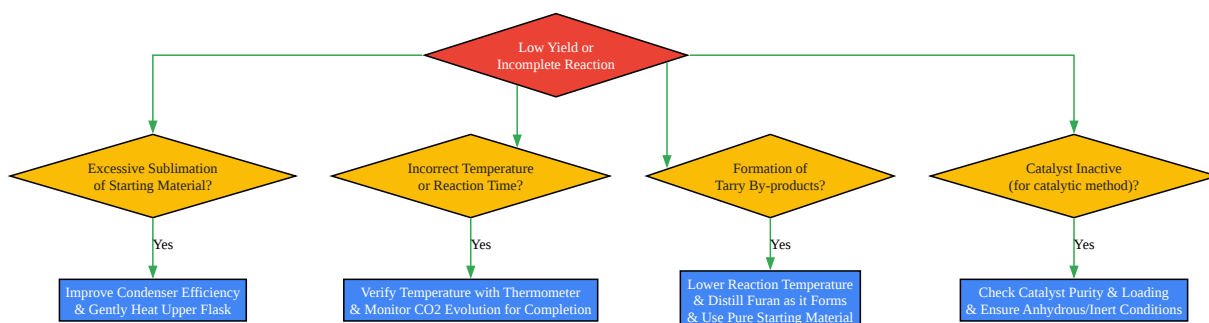 Low Yield or
Incomplete Reaction
Excessive Sublimation
of Starting Material?
Incorrect Temperature
or Reaction Time?
Formation of
Tarry By-products?
Catalyst Inactive
(for catalytic method)?
Yes
Yes
Yes
Yes
Improve Condenser Efficiency
& Gently Heat Upper Flask
Verify Temperature with Thermometer
& Monitor CO2 Evolution for Completion
Lower Reaction Temperature
& Distill Furan as it Forms
& Use Pure Starting Material
Check Catalyst Purity & Loading
& Ensure Anhydrous/Inert Conditions